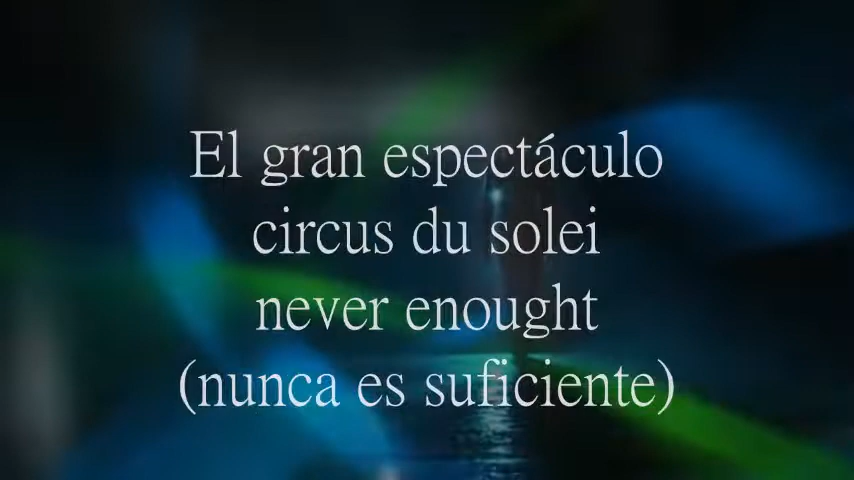 El gran espectáculo
circus du solei
never enought
(nunca es suficiente)